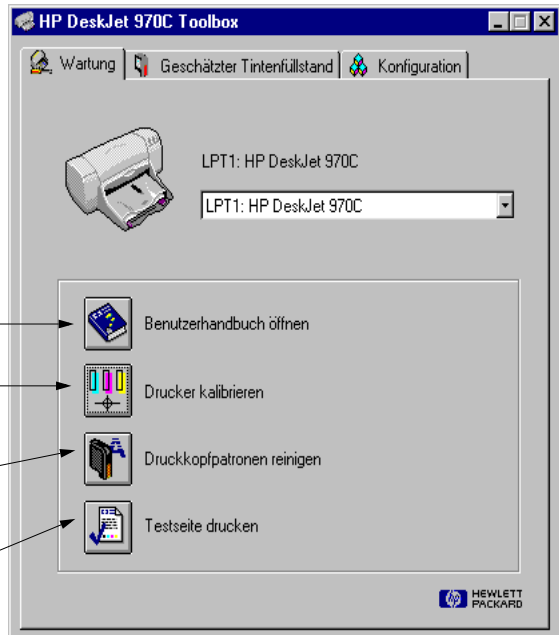 HP DeskJet 970C Toolbox
Wartung
Geschätzter Tintenfüllstand
Konfiguration
LPT1: HP DeskJet 970C
LPT1: HP DeskJet 970C
Benutzerhandbuch öffnen
Drucker kalibrieren
Druckkopfpatronen reinigen
Testseite drucken
hp HEWLETT
PACKARD